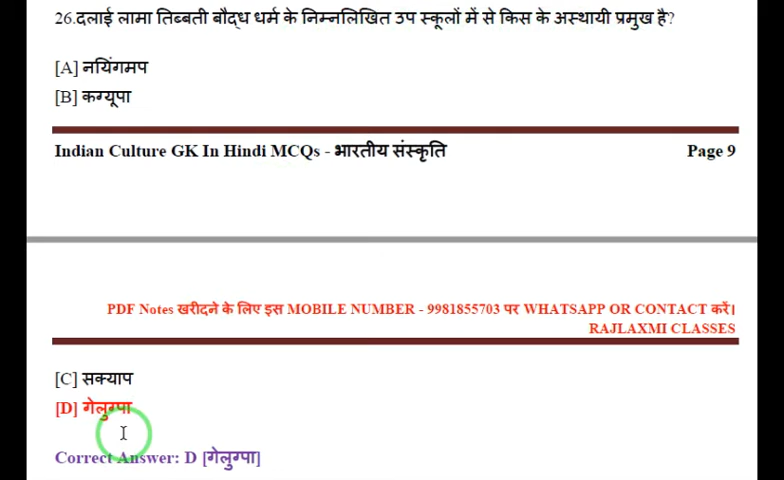 26.दलाई लामा तिब्बती बौद्ध धर्म के निम्नलिखित उप स्कूलों में से किस के अस्थायी प्रमुख है?
[A] नयिंगमप
[B] कग्यूपा
Indian Culture GK In Hindi MCQs - भारतीय संस्कृति Page 9
PDF Notes खरीदने के लिए इस MOBILE NUMBER - 9981855703 पर WHATSAPP OR CONTACT करें।
RAJLAXMI CLASSES
[C] सक्याप
[D] गेलुग्पा
Correct Answer: D [गेलुग्पा]